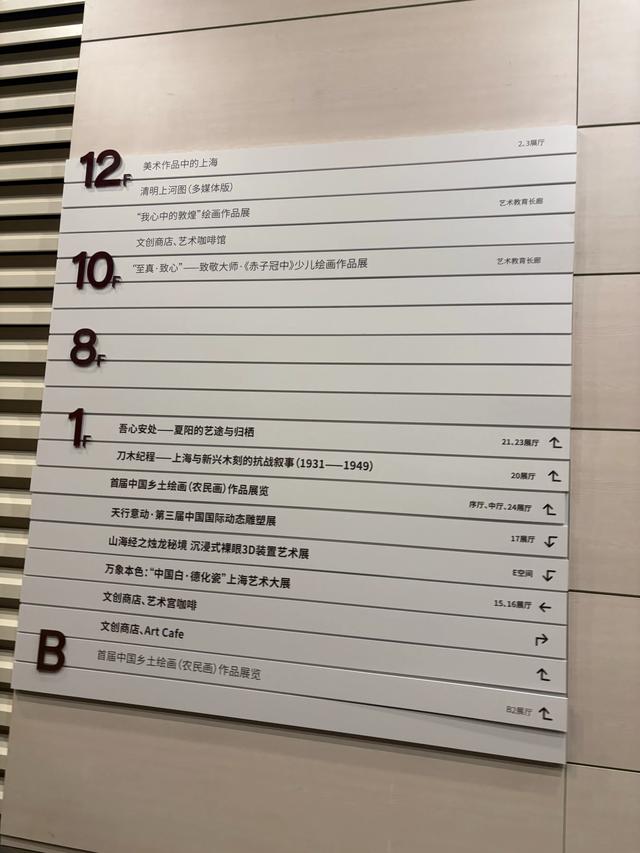 12F 美术作品中的上海 2.3展厅
清明上河图(多媒体版)
“我心中的敦煌”绘画作品展 艺术教育长廊
文创商店、艺术咖啡馆
10F “至真·致心”——致敬大师·《赤子冠中》少儿绘画作品展 艺术教育长廊
8F
1F 吾心安处——夏阳的艺途与归栖 21.23展厅
刀木纪程——上海与新兴木刻的抗战叙事(1931——1949) 20展厅
首届中国乡土绘画(农民画)作品展览 序厅、中厅、24展厅
天行意动·第三届中国国际动态雕塑展 17展厅
山海经之烛龙秘境 沉浸式裸眼3D装置艺术展 E空间
万象本色：“中国白·德化瓷”上海艺术大展 15.16展厅
文创商店、艺术宫咖啡
文创商店、Art Cafe
B 首届中国乡土绘画(农民画)作品展览 B2展厅